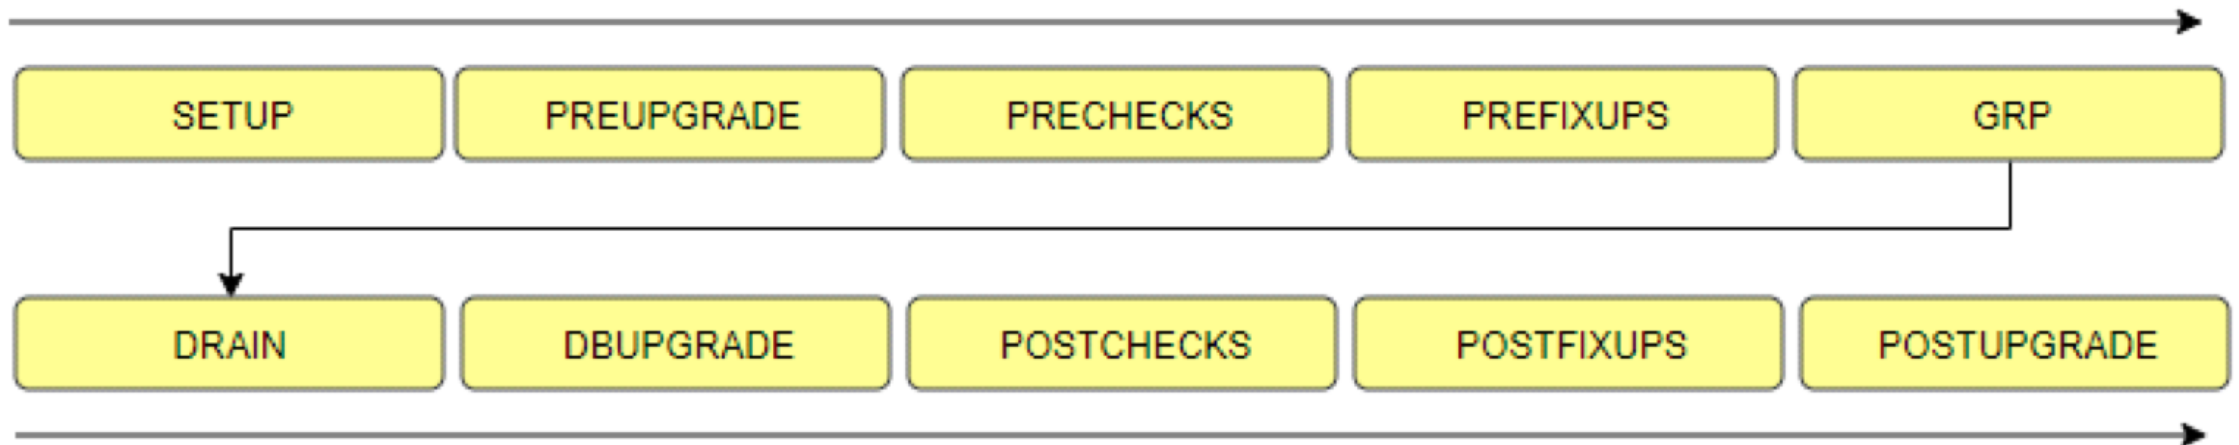 SETUP
PREUPGRADE
PRECHECKS
PREFIXUPS
GRP
DRAIN
DBUPGRADE
POSTCHECKS
POSTFIXUPS
POSTUPGRADE